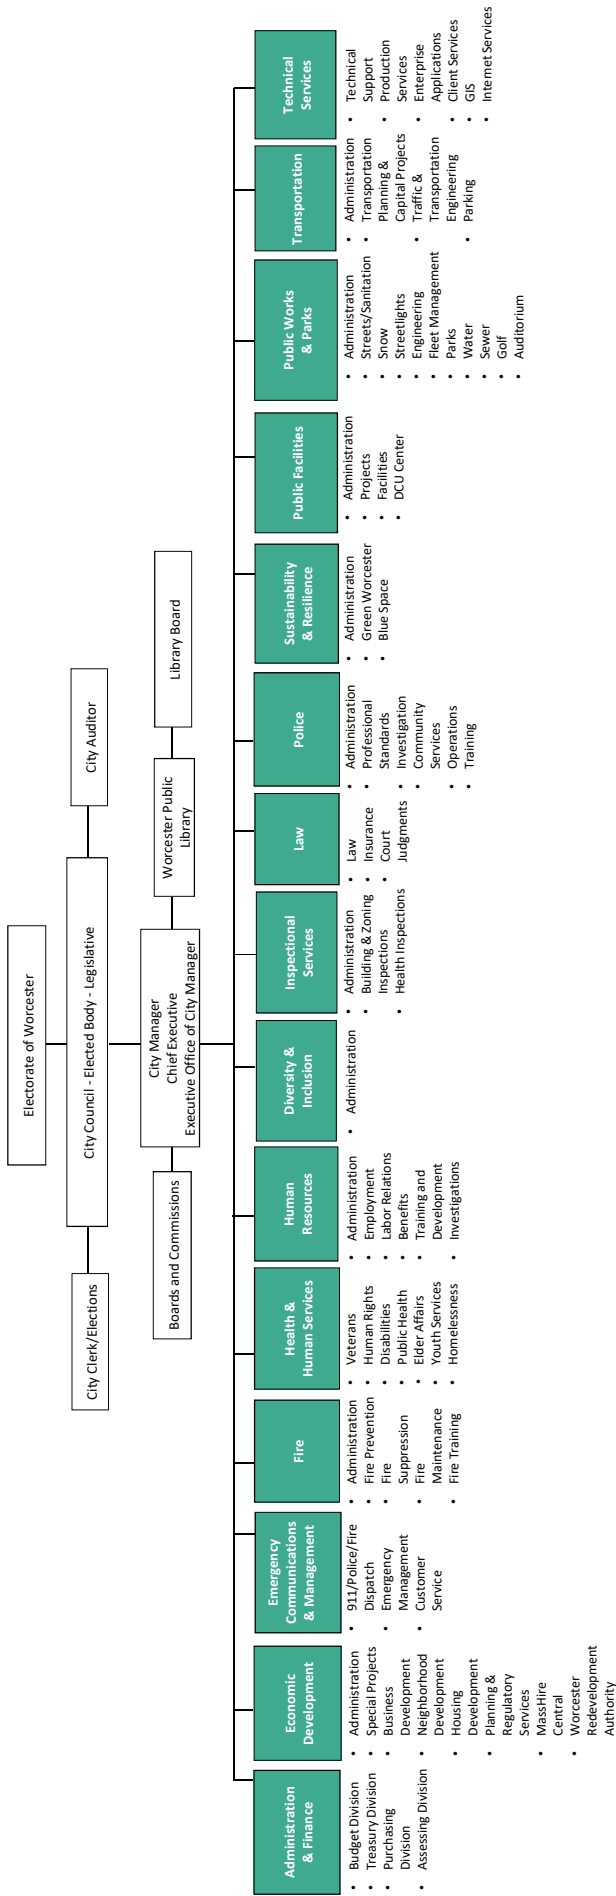 Electorate of Worcester
City Clerk/Elections
City Council - Elected Body - Legislative
City Auditor
Boards and Commissions
City Manager
Chief Executive
Executive Office of City Manager
Worcester Public
Library
Library Board
Administration
& Finance
• Budget Division
• Treasury Division
• Purchasing
Division
• Assessing Division
Economic
Development
• Administration
• Special Projects
• Business
Development
• Neighborhood
Development
• Housing
Development
• Planning &
Regulatory
Services
• MassHire
Central
• Worcester
Redevelopment
Authority
Emergency
Communications
& Management
• 911/Police/Fire
Dispatch
• Emergency
Management
• Customer
Service
Fire
• Administration
• Fire Prevention
• Fire
Suppression
• Fire
Maintenance
• Fire Training
Health &
Human Services
• Veterans
• Human Rights
• Disabilities
• Public Health
• Elder Affairs
• Youth Services
• Homelessness
Human
Resources
• Administration
• Employment
• Labor Relations
• Benefits
• Training and
Development
• Investigations
Diversity &
Inclusion
• Administration
Inspectional
Services
• Administration
• Building & Zoning
Inspections
• Health Inspections
Law
• Law
• Insurance
• Court
Judgments
Police
• Administration
• Professional
Standards
• Investigation
• Community
Services
• Operations
• Training
Sustainability
& Resilience
• Administration
• Green Worcester
• Blue Space
Public Facilities
• Administration
• Projects
• Facilities
• DCU Center
Public Works
& Parks
• Administration
• Streets/Sanitation
• Snow
• Streetlights
• Engineering
• Fleet Management
• Parks
• Water
• Sewer
• Golf
• Auditorium
Transportation
• Administration
• Transportation
Planning &
Capital Projects
• Traffic &
Transportation
Engineering
• Parking
Technical
Services
• Technical
Support
• Production
Services
• Enterprise
Applications
• Client Services
• GIS
• Internet Services